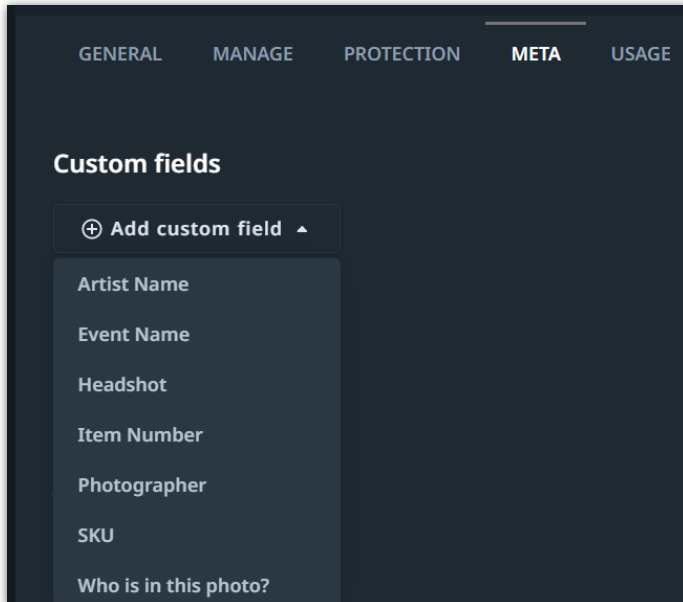 GENERAL MANAGE PROTECTION META USAGE
Custom fields
Add custom field
Artist Name
Event Name
Headshot
Item Number
Photographer
SKU
Who is in this photo?